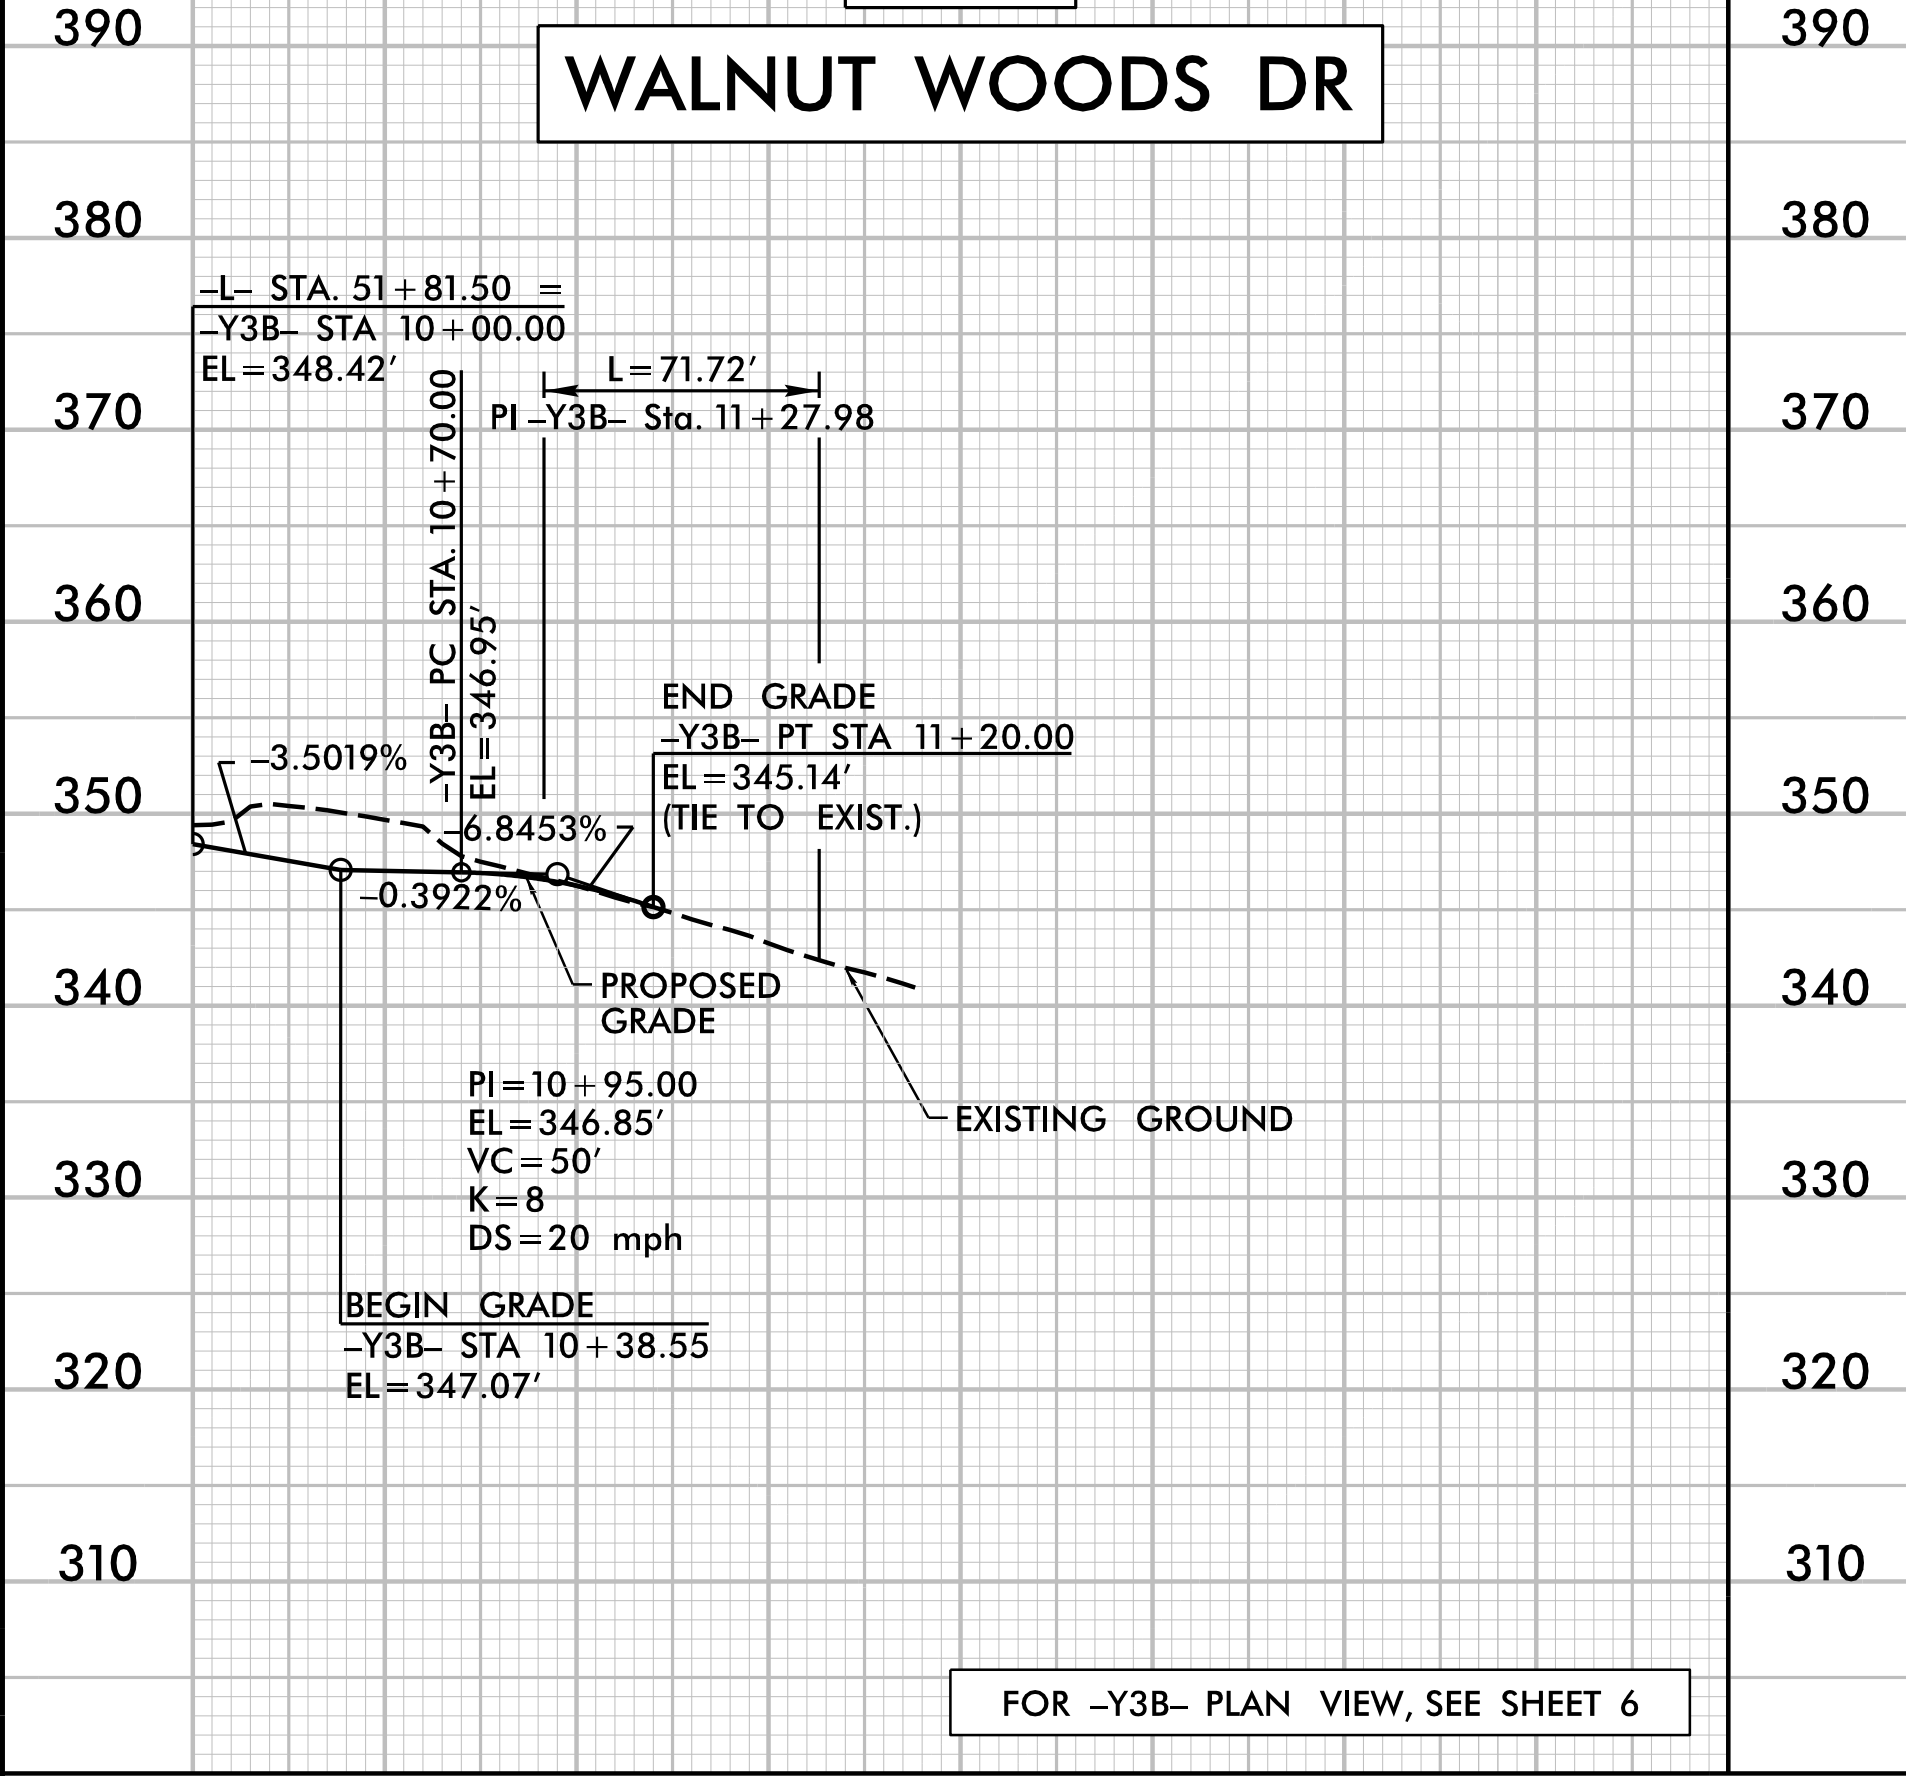 390 390
WALNUT WOODS DR
380 380
–L– STA. 51+81.50 =
–Y3B– STA 10+00.00
EL=348.42′
L=71.72′
PI –Y3B– Sta. 11+27.98
370 370
–Y3B– PC STA. 10+70.00
EL=346.95′
360 360
END GRADE
–Y3B– PT STA 11+20.00
EL=345.14′
(TIE TO EXIST.)
–3.5019%
350 350
–6.8453%
–0.3922%
PROPOSED
GRADE
340 340
PI=10+95.00
EL=346.85′
VC=50′
K=8
DS=20 mph
EXISTING GROUND
330 330
BEGIN GRADE
–Y3B– STA 10+38.55
EL=347.07′
320 320
310 310
FOR –Y3B– PLAN VIEW, SEE SHEET 6